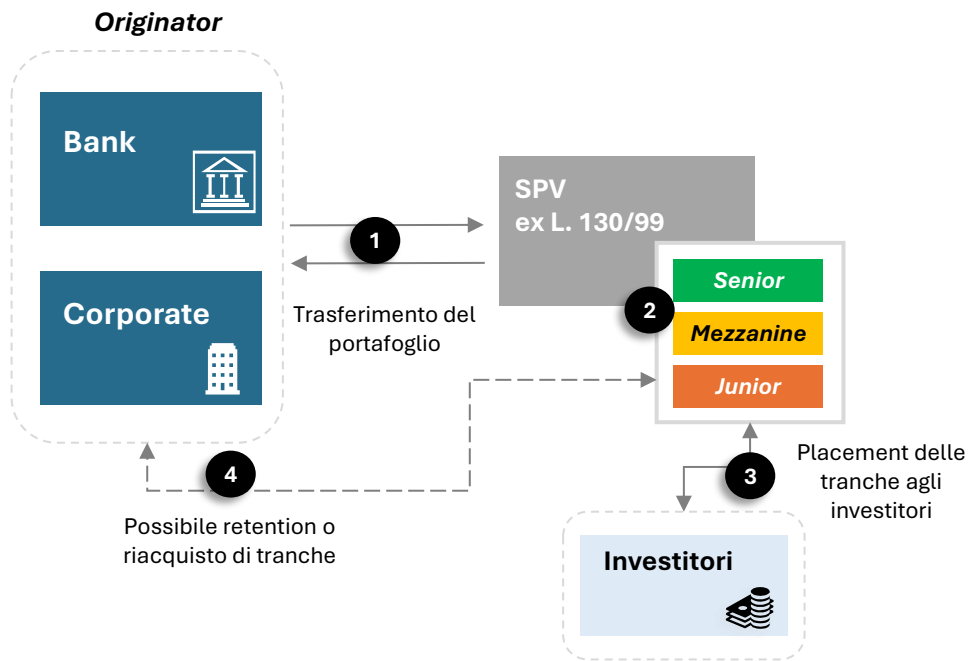 Originator
Bank
Corporate
1
Trasferimento del
portafoglio
SPV
ex L. 130/99
2
Senior
Mezzanine
Junior
3
Placement delle
tranche agli
investitori
4
Possibile retention o
riacquisto di tranche
Investitori